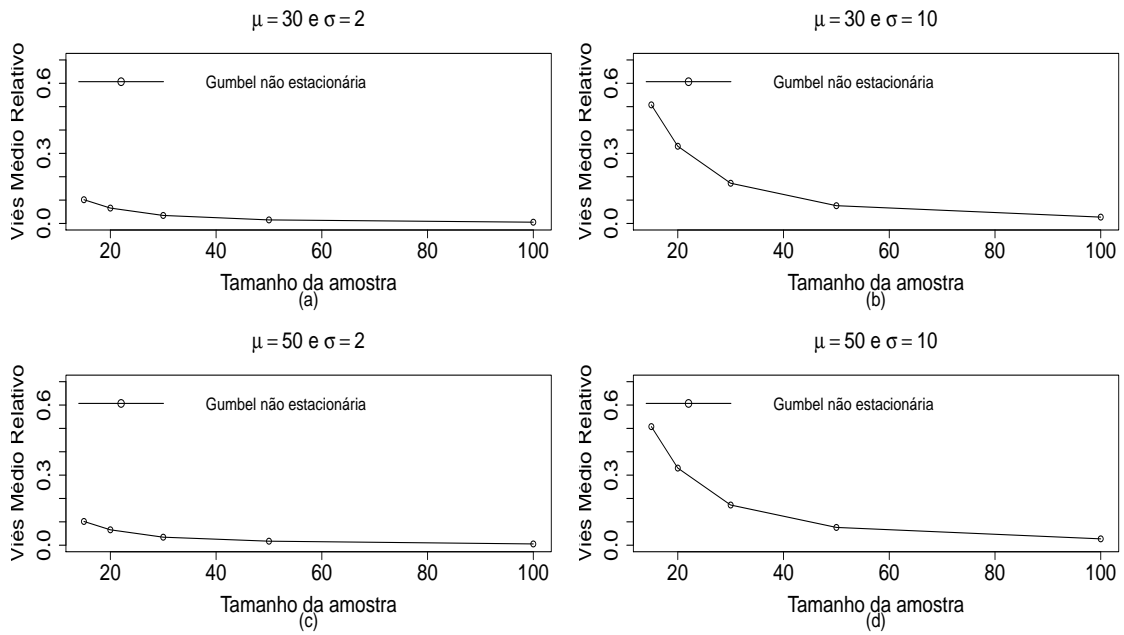 μ = 30 e σ = 2
Viés Médio Relativo
0.0 0.3 0.6
Gumbel não estacionária
20 40 60 80 100
Tamanho da amostra
(a)
μ = 30 e σ = 10
Viés Médio Relativo
0.0 0.3 0.6
Gumbel não estacionária
20 40 60 80 100
Tamanho da amostra
(b)
μ = 50 e σ = 2
Viés Médio Relativo
0.0 0.3 0.6
Gumbel não estacionária
20 40 60 80 100
Tamanho da amostra
(c)
μ = 50 e σ = 10
Viés Médio Relativo
0.0 0.3 0.6
Gumbel não estacionária
20 40 60 80 100
Tamanho da amostra
(d)